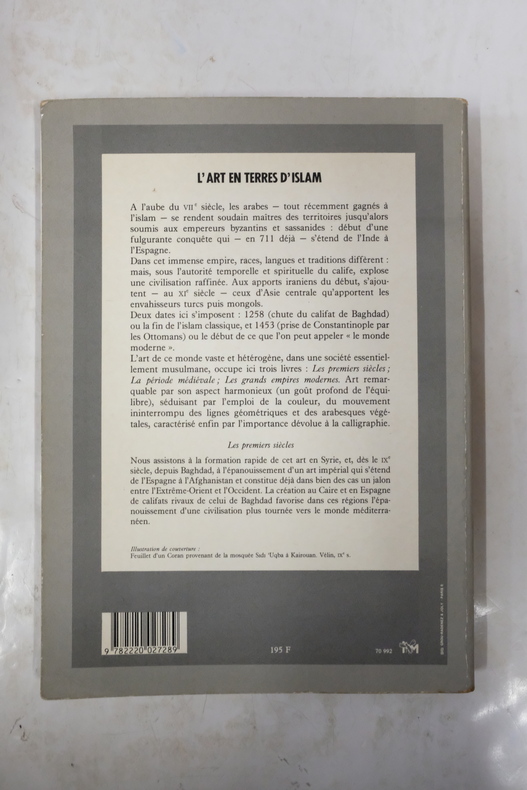 L'ART EN TERRES D'ISLAM
A l'aube du VIIe siècle, les arabes — tout récemment gagnés à
l'islam — se rendent soudain maîtres des territoires jusqu'alors
soumis aux empereurs byzantins et sassanides : début d'une
fulgurante conquête qui — en 711 déjà — s'étend de l'Inde à
l'Espagne.
Dans cet immense empire, races, langues et traditions diffèrent :
mais, sous l'autorité temporelle et spirituelle du calife, explose
une civilisation raffinée. Aux apports iraniens du début, s'ajou-
tent — au XIe siècle — ceux d'Asie centrale qu'apportent les
envahisseurs turcs puis mongols.
Deux dates ici s'imposent : 1258 (chute du califat de Baghdad)
ou la fin de l'islam classique, et 1453 (prise de Constantinople par
les Ottomans) ou le début de ce que l'on peut appeler « le monde
moderne ».
L'art de ce monde vaste et hétérogène, dans une société essentiel-
lement musulmane, occupe ici trois livres : Les premiers siècles ;
La période médiévale ; Les grands empires modernes. Art remar-
quable par son aspect harmonieux (un goût profond de l'équi-
libre), séduisant par l'emploi de la couleur, du mouvement
ininterrompu des lignes géométriques et des arabesques végé-
tales, caractérisé enfin par l'importance dévolue à la calligraphie.
Les premiers siècles
Nous assistons à la formation rapide de cet art en Syrie, et, dès le IXe
siècle, depuis Baghdad, à l'épanouissement d'un art impérial qui s'étend
de l'Espagne à l'Afghanistan et constitue déjà dans bien des cas un jalon
entre l'Extrême-Orient et l'Occident. La création au Caire et en Espagne
de califats rivaux de celui de Baghdad favorise dans ces régions l'épa-
nouissement d'une civilisation plus tournée vers le monde méditerra-
néen.
Illustration de couverture :
Feuillet d'un Coran provenant de la mosquée Sidi 'Uqba à Kairouan. Vélin, IXe s.
9 782220 027289
195 F
70 992